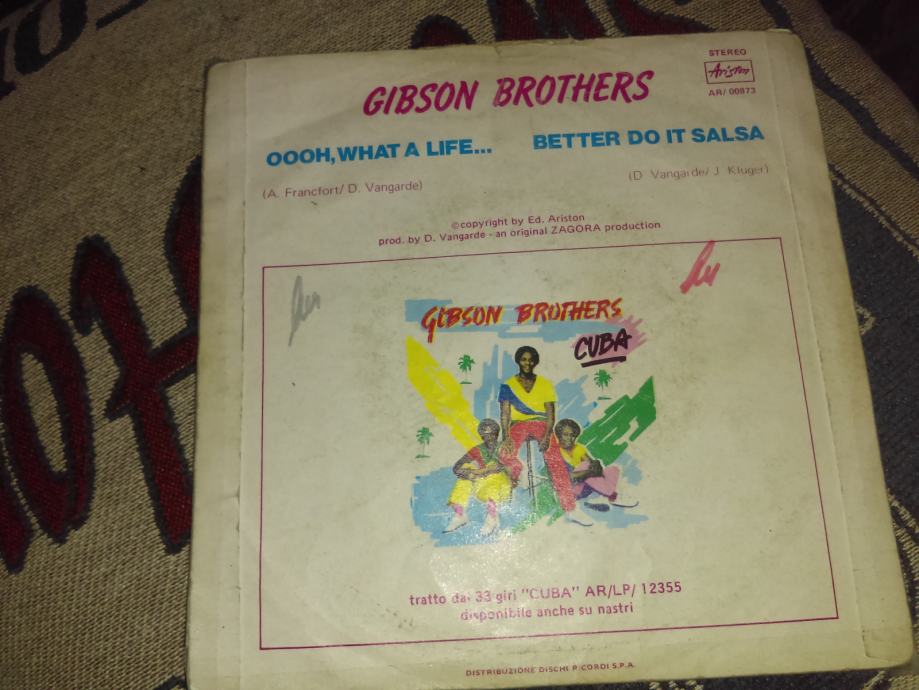 STEREO
Ariston
AR/ 00873
GIBSON BROTHERS
OOOH, WHAT A LIFE...
BETTER DO IT SALSA
(A. Francfort/ D. Vangarde)
(D Vangarde/ J Kluger)
©copyright by Ed. Ariston
prod. by D. Vangarde - an original ZAGORA production
GIBSON BROTHERS
CUBA
tratto dai 33 giri "CUBA" AR/LP/ 12355
disponibile anche su nastri
DISTRIBUZIONE DISCHI RICORDI S.P.A.